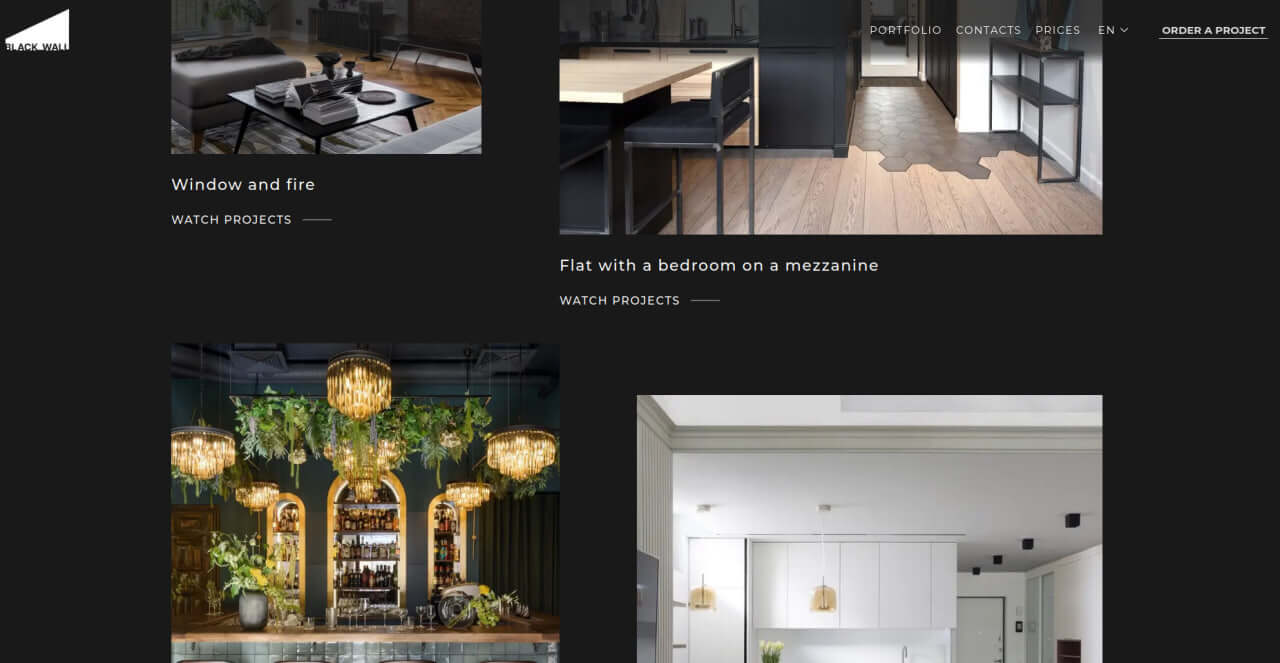 BLACK WALL
PORTFOLIO CONTACTS PRICES EN ORDER A PROJECT
Window and fire
WATCH PROJECTS
Flat with a bedroom on a mezzanine
WATCH PROJECTS